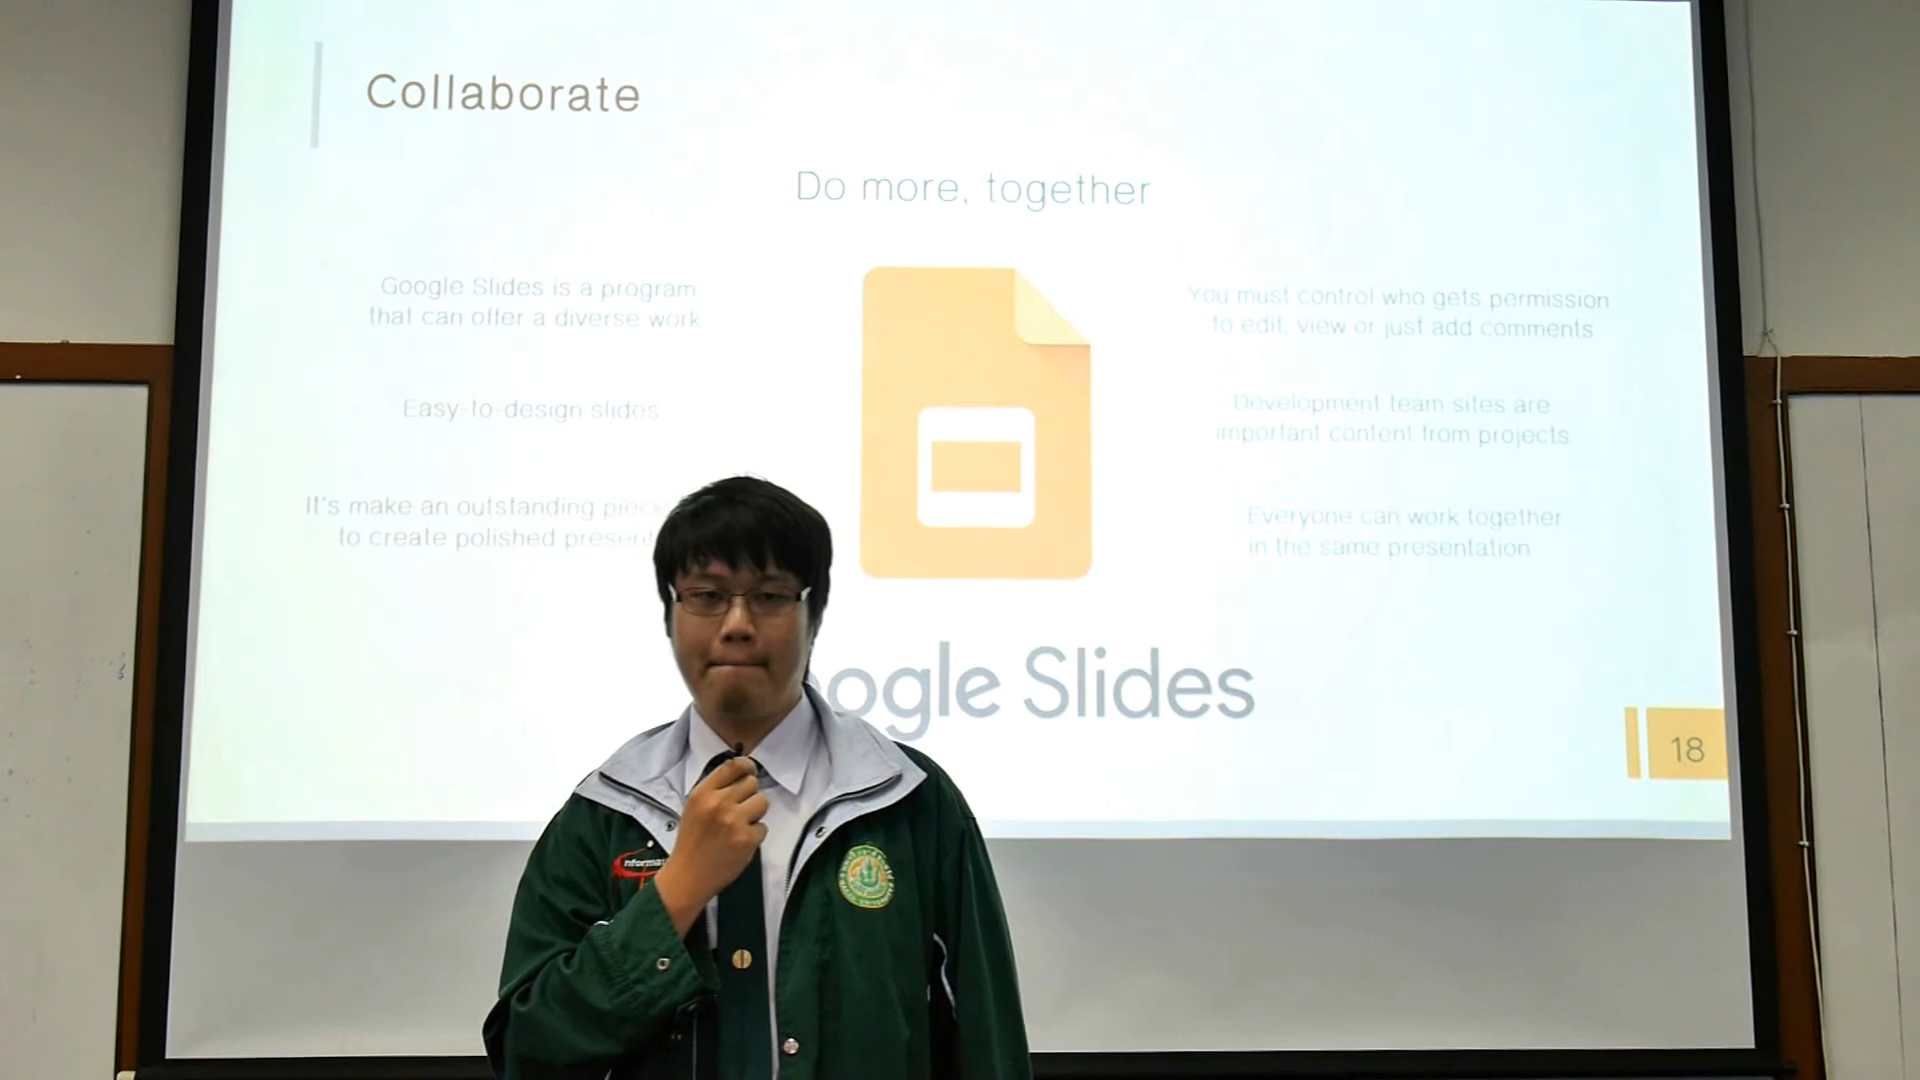 Collaborate
Do more, together
Google Slides is a program
that can offer a diverse work
Easy-to-design slides
It's make an outstanding
to create polished
You must control who gets permission
to edit, view or just add comments
Development team sites are
important content from projects
Everyone can work together
in the same presentation
Slides
18